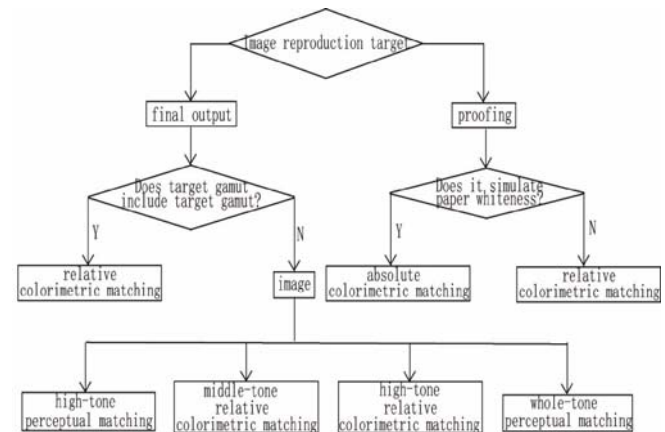 Image reproduction target
final output
proofing
Does target gamut
include target gamut?
Does it simulate
paper whiteness?
Y
N
Y
N
relative
colorimetric matching
image
absolute
colorimetric matching
relative
colorimetric matching
high-tone
perceptual matching
middle-tone
relative
colorimetric matching
high-tone
relative
colorimetric matching
whole-tone
perceptual matching